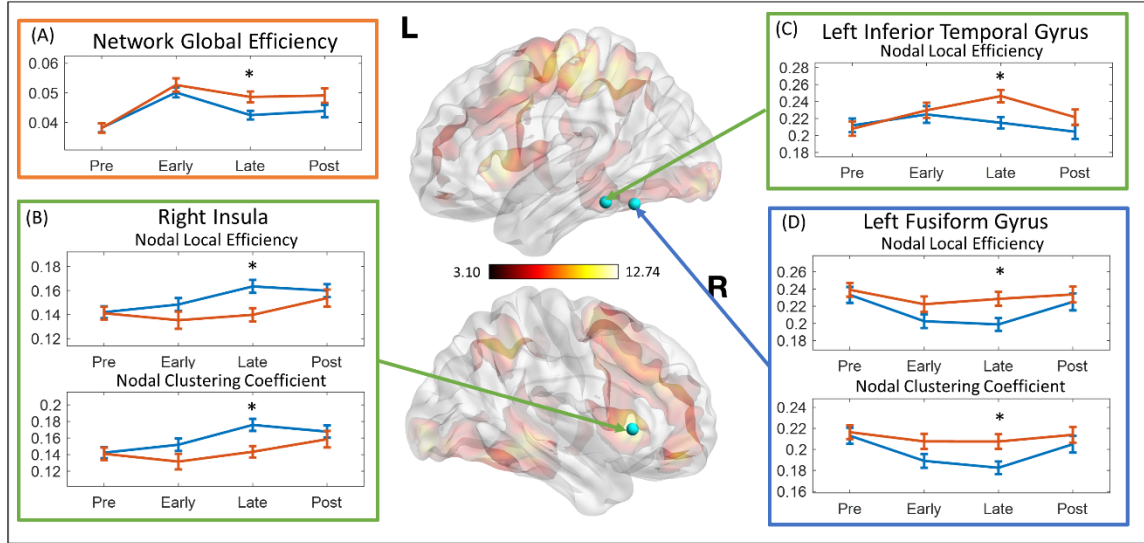 (A)
Network Global Efficiency
0.06
*
0.05
0.04
Pre Early Late Post
(B)
Right Insula
Nodal Local Efficiency
0.18
*
0.16
0.14
0.12
Pre Early Late Post
Nodal Clustering Coefficient
0.2
*
0.16
0.14
0.12
Pre Early Late Post
L
3.10 12.74
R
(C)
Left Inferior Temporal Gyrus
Nodal Local Efficiency
0.28
*
0.26
0.22
0.2
0.18
Pre Early Late Post
(D)
Left Fusiform Gyrus
Nodal Local Efficiency
0.26
*
0.24
0.22
0.2
0.18
Pre Early Late Post
Nodal Clustering Coefficient
0.24
*
0.22
0.2
0.18
0.16
Pre Early Late Post